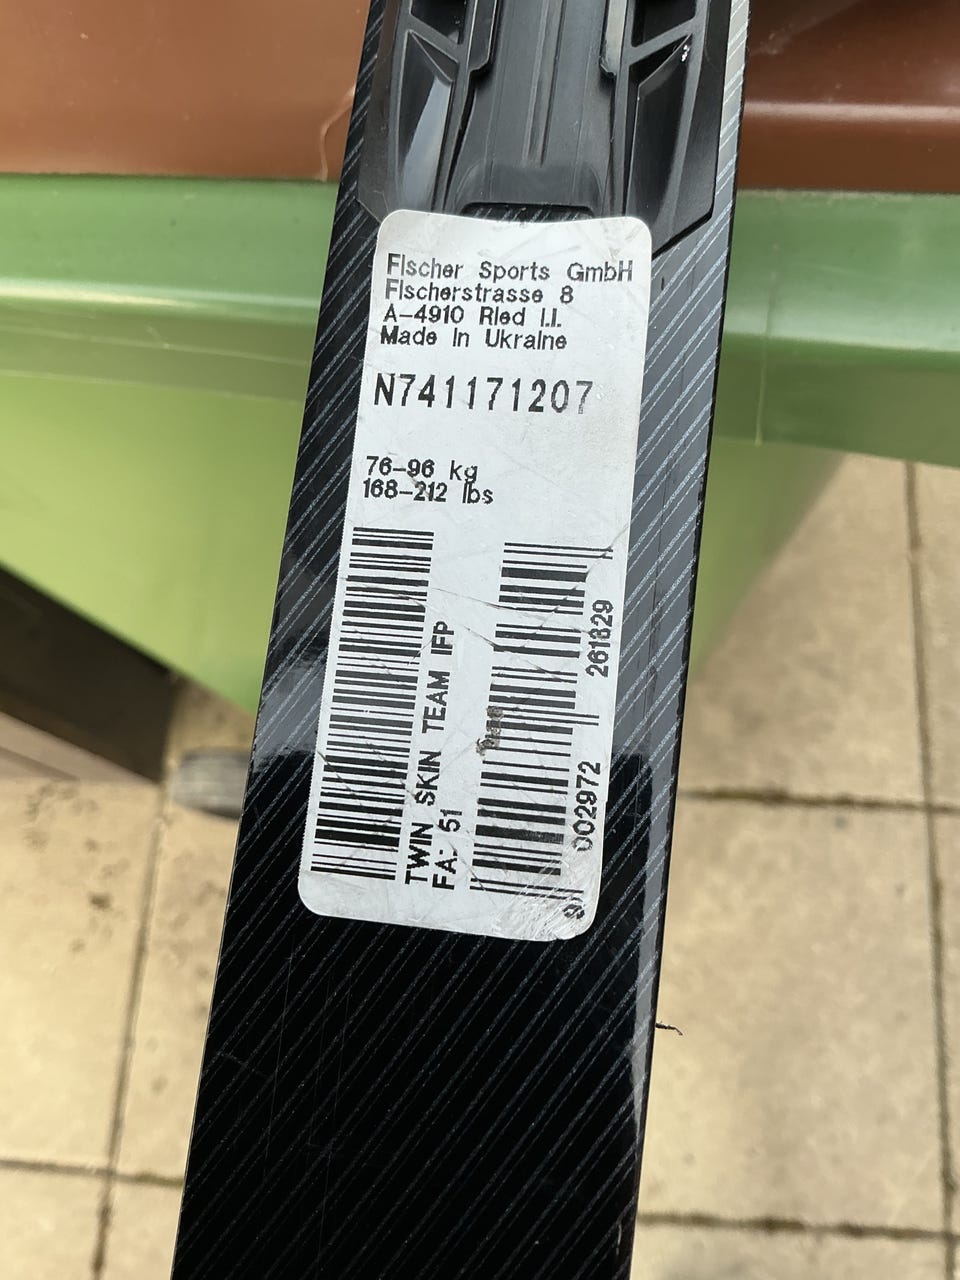 Fischer Sports GmbH
Fischerstrasse 8
A-4910 Ried i.I.
Made in Ukraine
N741171207
76-96 kg
168-212 lbs
TWIN SKIN TEAM IFP
FA: 51
9 002972 261829